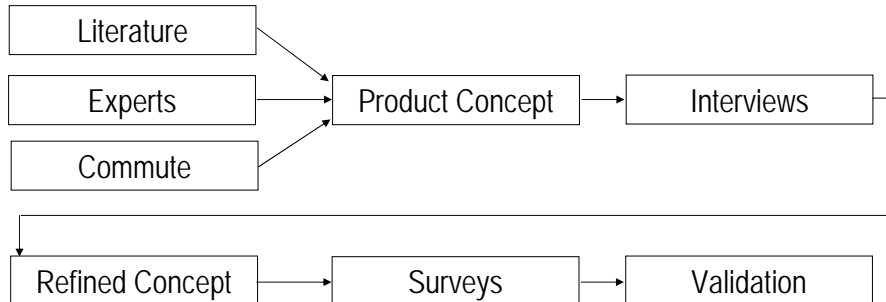 Literature
Experts
Product Concept
Interviews
Commute
Refined Concept
Surveys
Validation